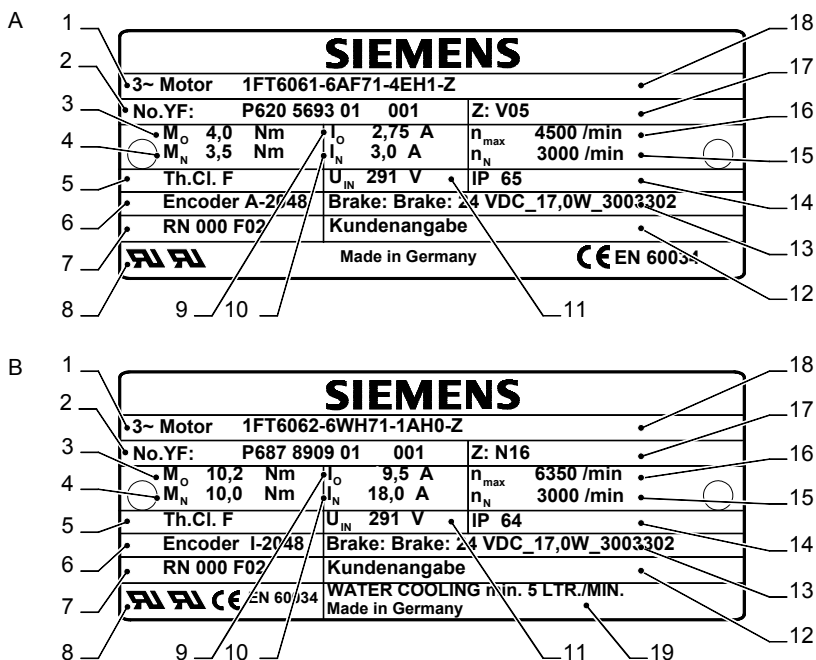 A
1
18
SIEMENS
2
17
3~ Motor 1FT6061-6AF71-4EH1-Z
3
No.YF: P620 5693 01 001 Z: V05
16
4
Mo 4,0 Nm Io 2,75 A nmax 4500 /min
MN 3,5 Nm IN 3,0 A nN 3000 /min
15
5
Th.Cl. F UIN 291 V IP 65
14
6
Encoder A-2048 Brake: Brake: 24 VDC_17,0W_3003302
13
7
RN 000 F02 Kundenangabe
12
8
Made in Germany CE EN 60034
9 10 11
B
1
18
SIEMENS
2
17
3~ Motor 1FT6062-6WH71-1AH0-Z
3
No.YF: P687 8909 01 001 Z: N16
16
4
Mo 10,2 Nm Io 9,5 A nmax 6350 /min
MN 10,0 Nm IN 18,0 A nN 3000 /min
15
5
Th.Cl. F UIN 291 V IP 64
14
6
Encoder I-2048 Brake: Brake: 24 VDC_17,0W_3003302
13
7
RN 000 F02 Kundenangabe
12
8
CE EN 60034 WATER COOLING min. 5 LTR./MIN.
Made in Germany
9 10 11 19